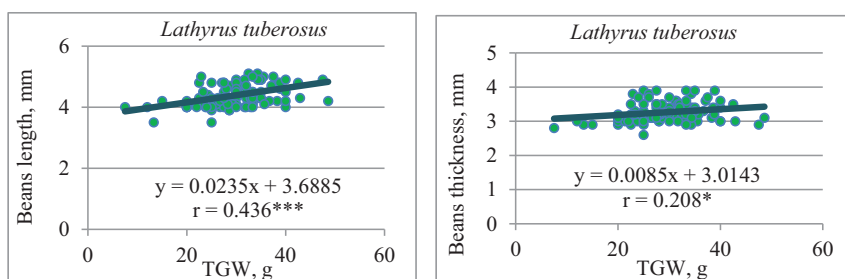 Lathyrus tuberosus
Beans length, mm
6
4
2
0
y = 0.0235x + 3.6885
r = 0.436***
0
20
40
60
TGW, g
Lathyrus tuberosus
Beans thickness, mm
5
4
3
2
1
0
y = 0.0085x + 3.0143
r = 0.208*
0
20
40
60
TGW, g